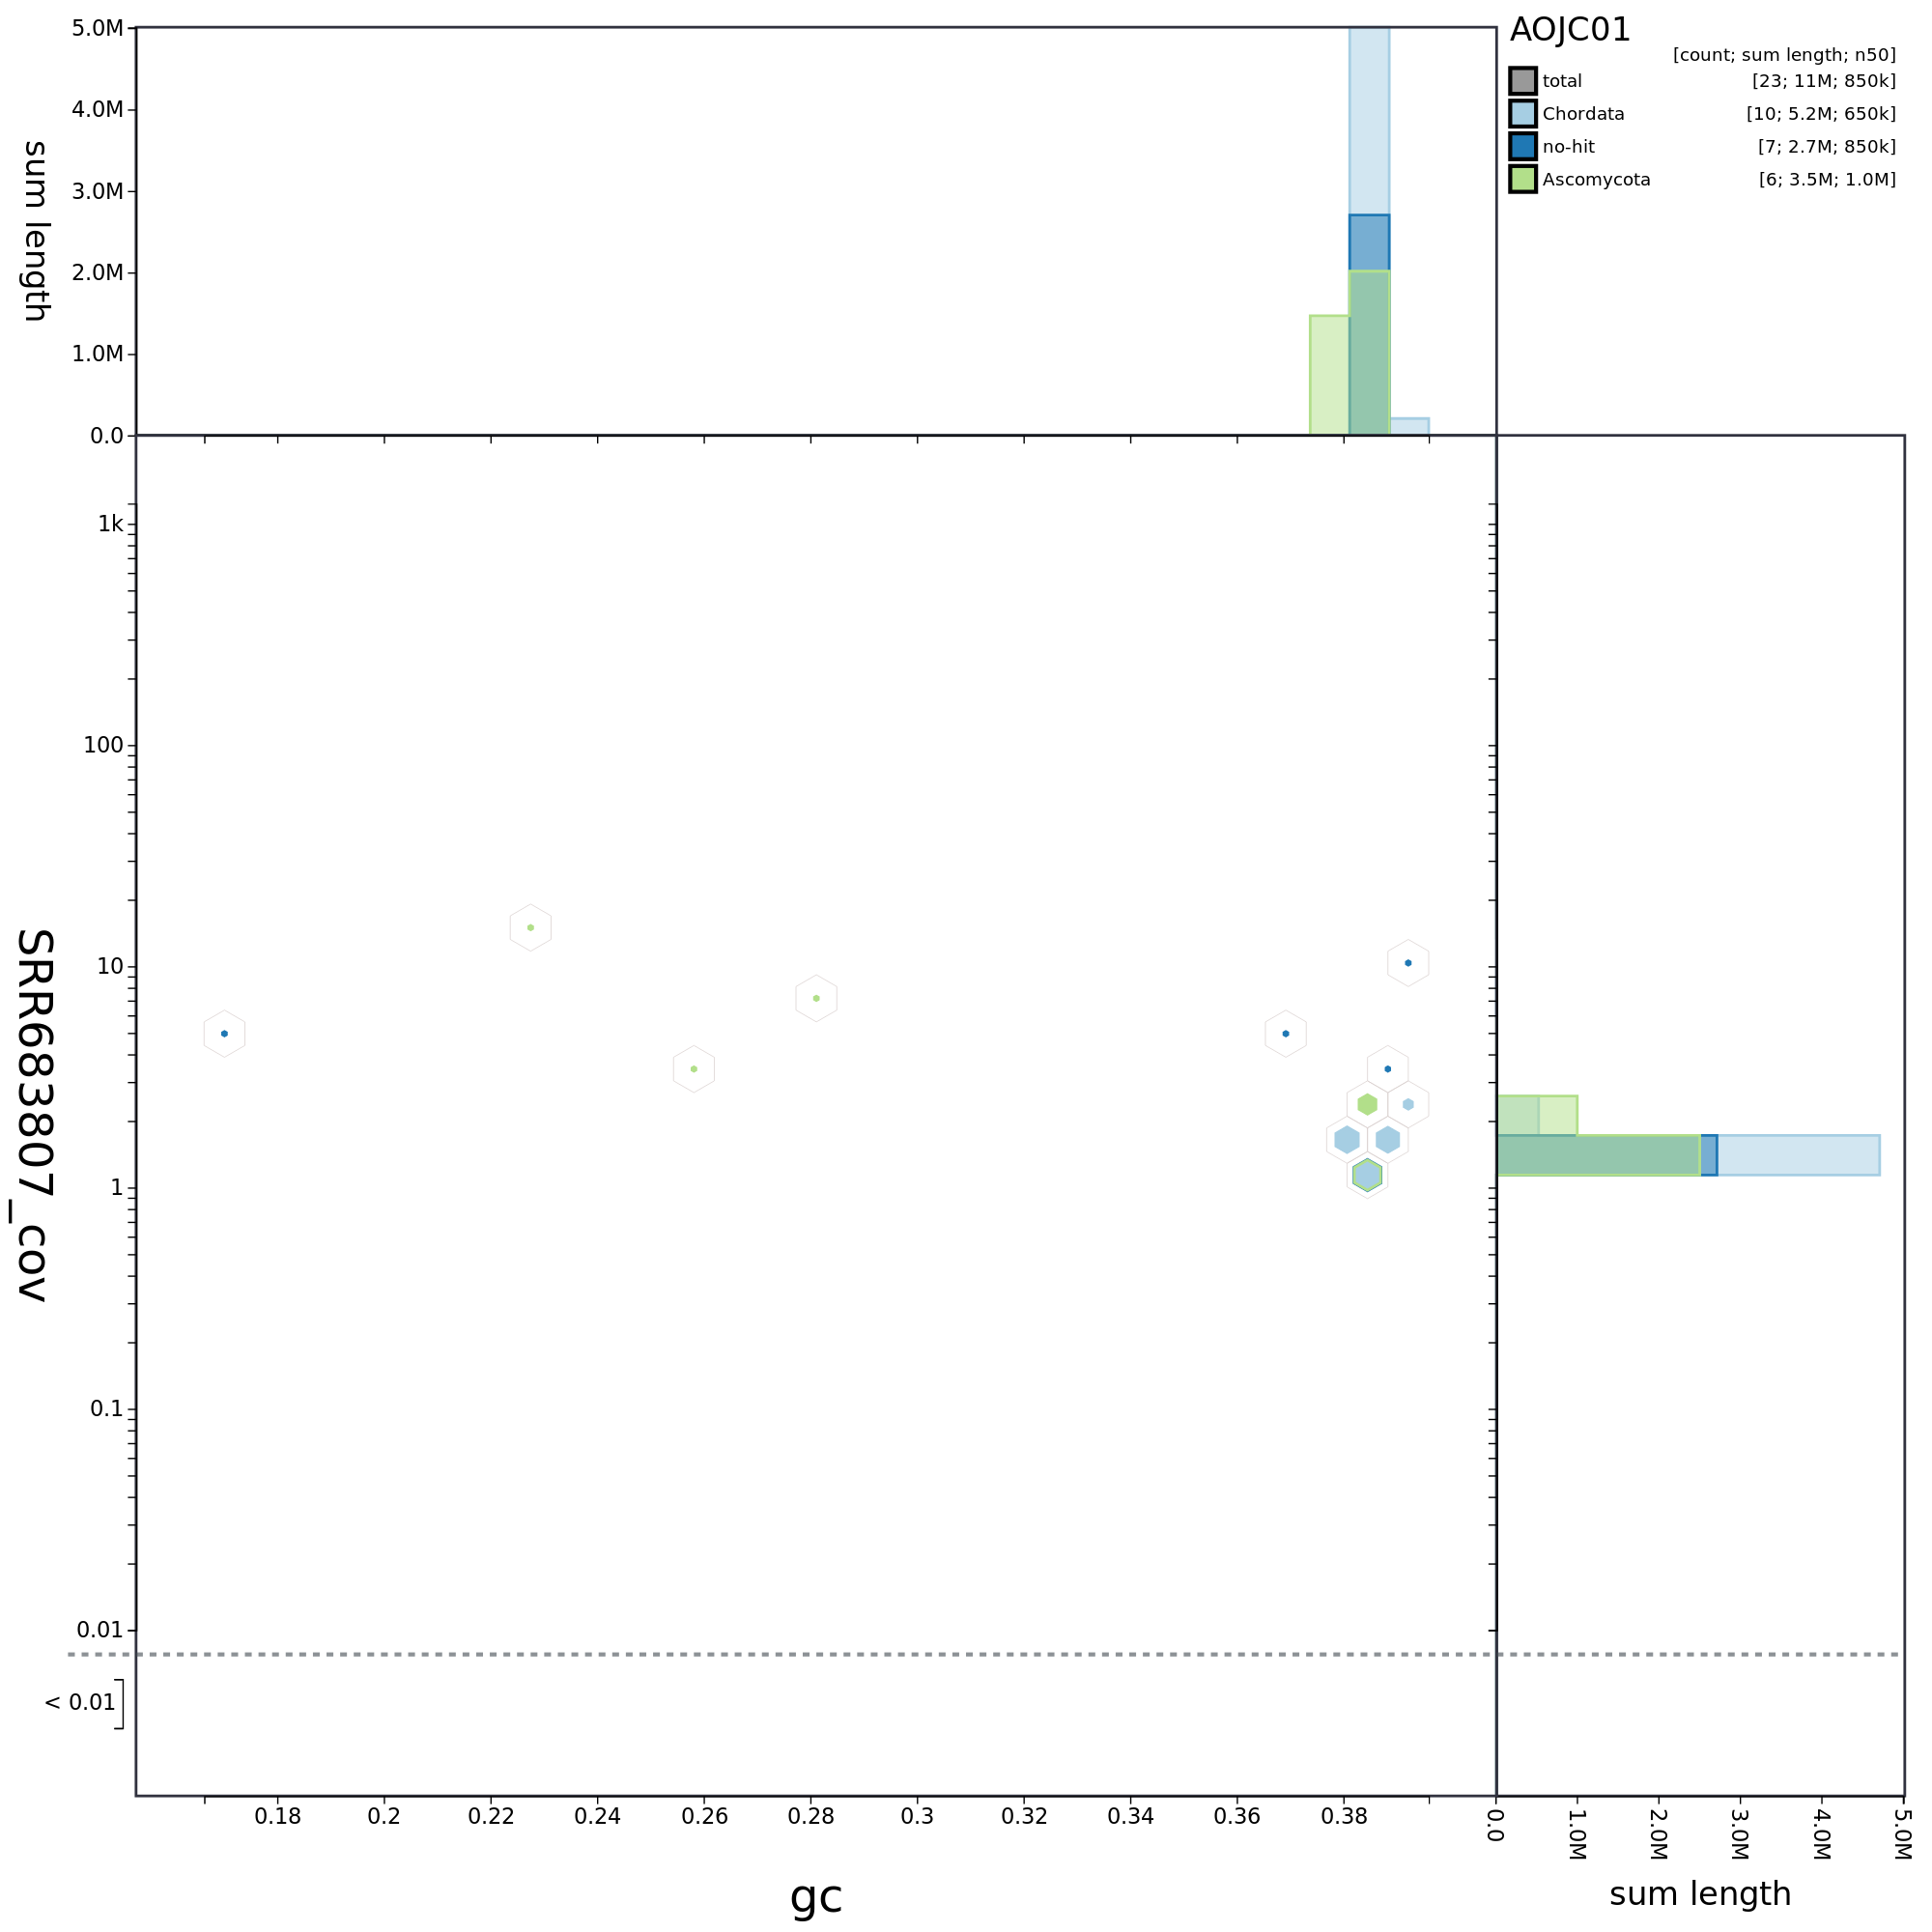 AOJC01
[count; sum length; n50]
total [23; 11M; 850k]
Chordata [10; 5.2M; 650k]
no-hit [7; 2.7M; 850k]
Ascomycota [6; 3.5M; 1.0M]
sum length
5.0M
4.0M
3.0M
2.0M
1.0M
0.0
SRR683807_cov
1k
100
10
1
0.1
0.01
< 0.01
0.18 0.2 0.22 0.24 0.26 0.28 0.3 0.32 0.34 0.36 0.38
gc
0.0 1.0M 2.0M 3.0M 4.0M 5.0M
sum length